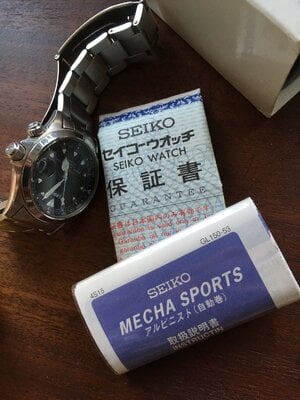 SEIKO
セイコーウオッチ
SEIKO WATCH
保証書
GUARANTEE
4S15
GL150-53
SEIKO
MECHA SPORTS
アルピニスト(自動巻)
取扱説明書
INSTRUCTIN